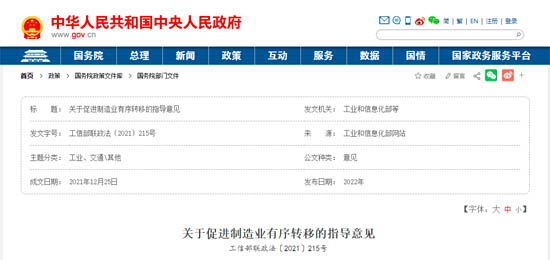 中华人民共和国中央人民政府
www.gov.cn
简 | 繁 | EN | 注册 | 登录
国务院 总理 新闻 政策 互动 服务 数据 国情 国家政务服务平台
首页 > 政策 > 国务院政策文件库 > 国务院部门文件
收藏 留言
标 题: 关于促进制造业有序转移的指导意见 发文机关: 工业和信息化部等
发文字号: 工信部联政法〔2021〕215号 来 源: 工业和信息化部网站
主题分类: 工业、交通\其他 公文种类: 意见
成文日期: 2021年12月25日 发布日期: 2022年
【字体: 大 中 小】
关于促进制造业有序转移的指导意见
工信部联政法〔2021〕215号